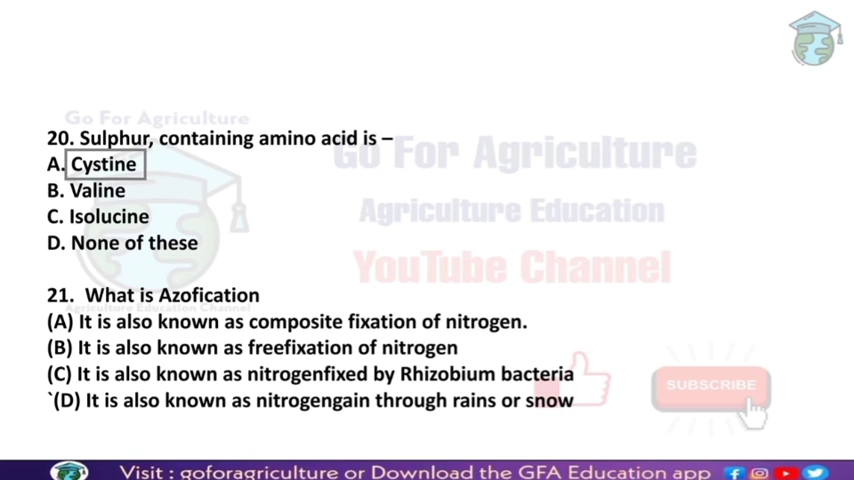 Go For Agriculture
20. Sulphur, containing amino acid is –
A. Cystine
B. Valine
C. Isolucine
D. None of these
Go For Agriculture
Agriculture Education
YouTube Channel
21. What is Azofication
Agriculture Education Channel
(A) It is also known as composite fixation of nitrogen.
(B) It is also known as freefixation of nitrogen
(C) It is also known as nitrogenfixed by Rhizobium bacteria
`(D) It is also known as nitrogengain through rains or snow
SUBSCRIBE
Visit : goforagriculture or Download the GFA Education app